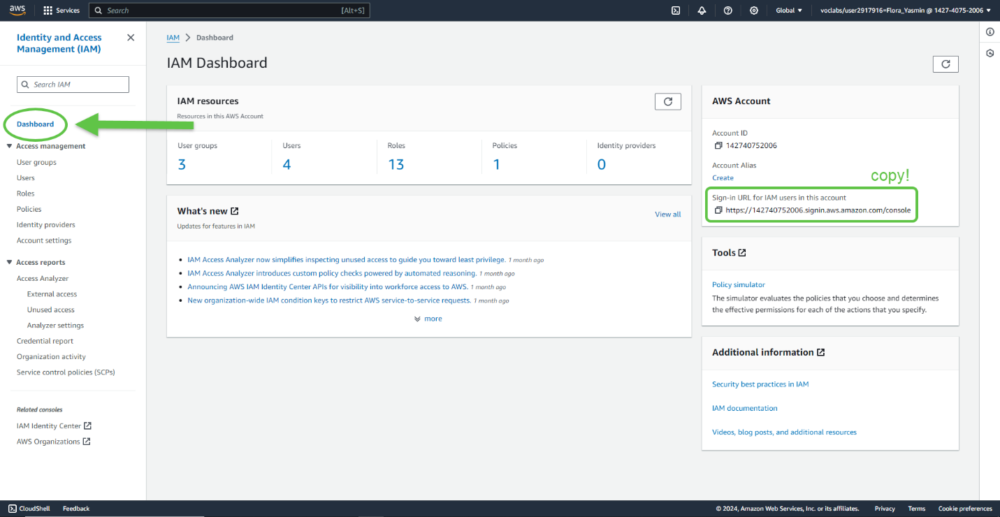 aws
Services
Search [Alt+S]
Global
voclabs/user2917916=Flora_Yasmin @ 1427-4075-2006
Identity and Access
Management (IAM)
Search IAM
Dashboard
Access management
User groups
Users
Roles
Policies
Identity providers
Account settings
Access reports
Access Analyzer
External access
Unused access
Analyzer settings
Credential report
Organization activity
Service control policies (SCPs)
Related consoles
IAM Identity Center
AWS Organizations
IAM > Dashboard
IAM Dashboard
IAM resources
Resources in this AWS Account
User groups
3
Users
4
Roles
13
Policies
1
Identity providers
0
What's new
Updates for features in IAM
View all
IAM Access Analyzer now simplifies inspecting unused access to guide you toward least privilege. 1 month ago
IAM Access Analyzer introduces custom policy checks powered by automated reasoning. 1 month ago
Announcing AWS IAM Identity Center APIs for visibility into workforce access to AWS. 1 month ago
New organization-wide IAM condition keys to restrict AWS service-to-service requests. 1 month ago
more
AWS Account
Account ID
142740752006
Account Alias
Create
copy!
Sign-in URL for IAM users in this account
https://142740752006.signin.aws.amazon.com/console
Tools
Policy simulator
The simulator evaluates the policies that you choose and determines
the effective permissions for each of the actions that you specify.
Additional information
Security best practices in IAM
IAM documentation
Videos, blog posts, and additional resources
CloudShell
Feedback
© 2024, Amazon Web Services, Inc. or its affiliates.
Privacy
Terms
Cookie preferences